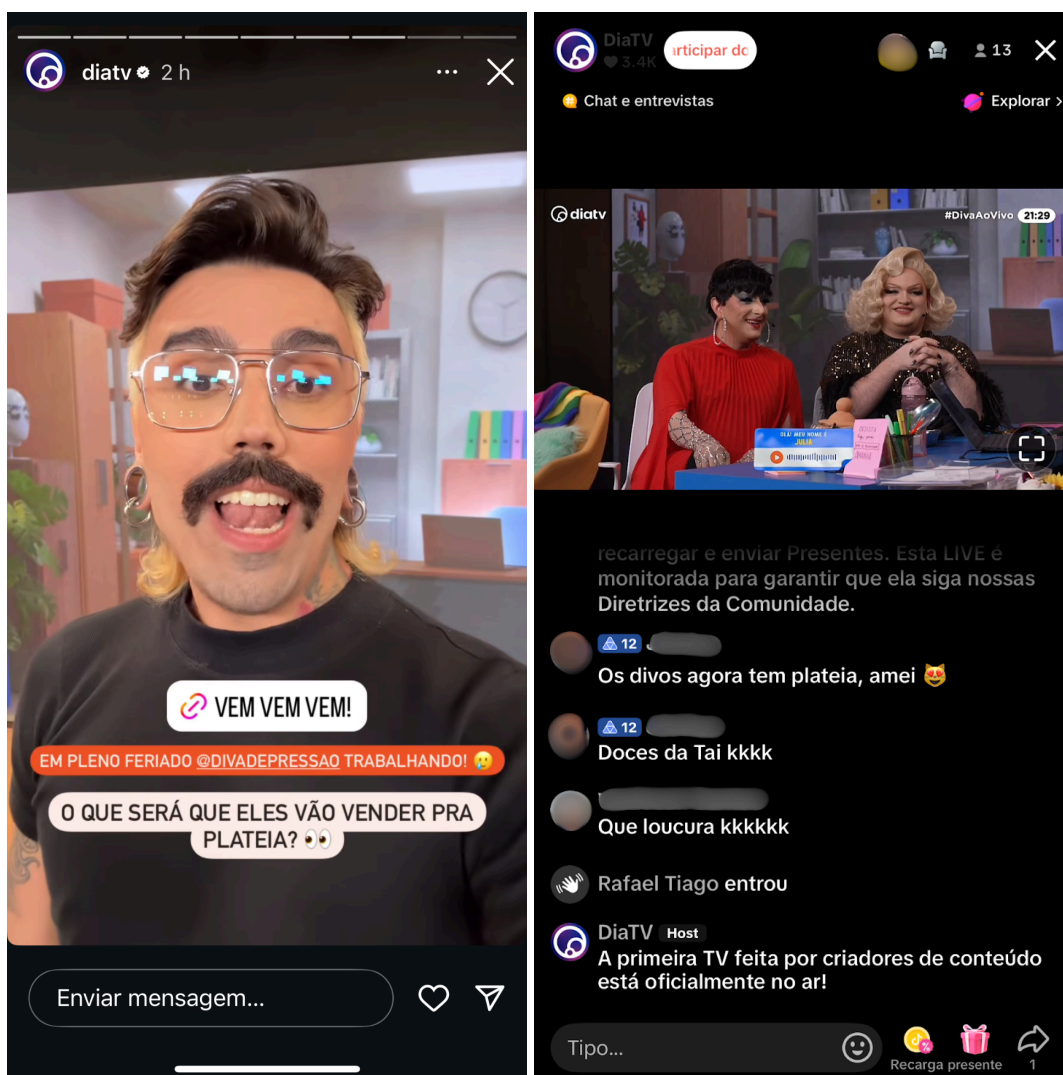 diatv 2 h
VEM VEM VEM!
EM PLENO FERIADO @DIVADEPRESSAO TRABALHANDO! 🥲
O QUE SERÁ QUE ELES VÃO VENDER PRA
PLATEIA? 👀
Enviar mensagem...
DiaTV
3.4K
articipar do
13
Chat e entrevistas
Explorar >
diatv
#DivaAoVivo 21:29
OLÁ! MEU NOME É
JULIA
recarregar e enviar Presentes. Esta LIVE é
monitorada para garantir que ela siga nossas
Diretrizes da Comunidade.
12
Os divos agora tem plateia, amei 😻
12
Doces da Tai kkkk
Que loucura kkkkkk
Rafael Tiago entrou
DiaTV Host
A primeira TV feita por criadores de conteúdo
está oficialmente no ar!
Tipo...
Recarga
presente
1